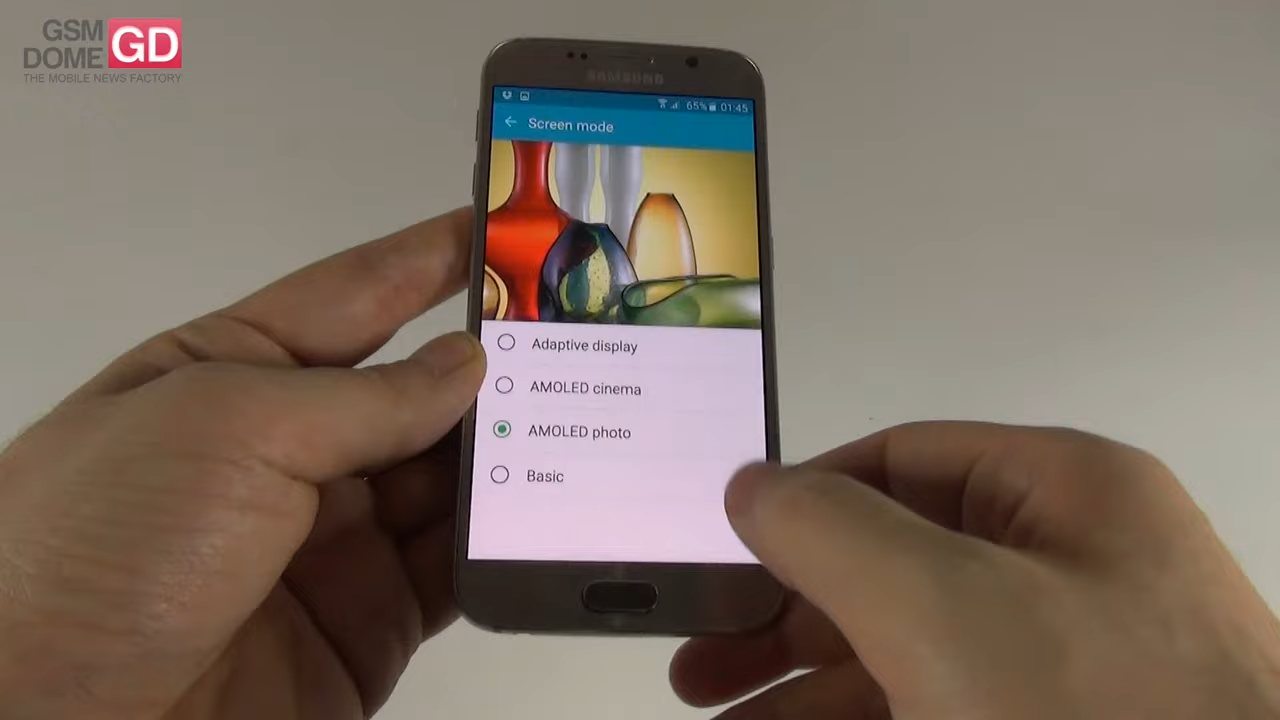 GSM
DOME
GD
THE MOBILE NEWS FACTORY
SAMSUNG
65% 01:45
Screen mode
Adaptive display
AMOLED cinema
AMOLED photo
Basic